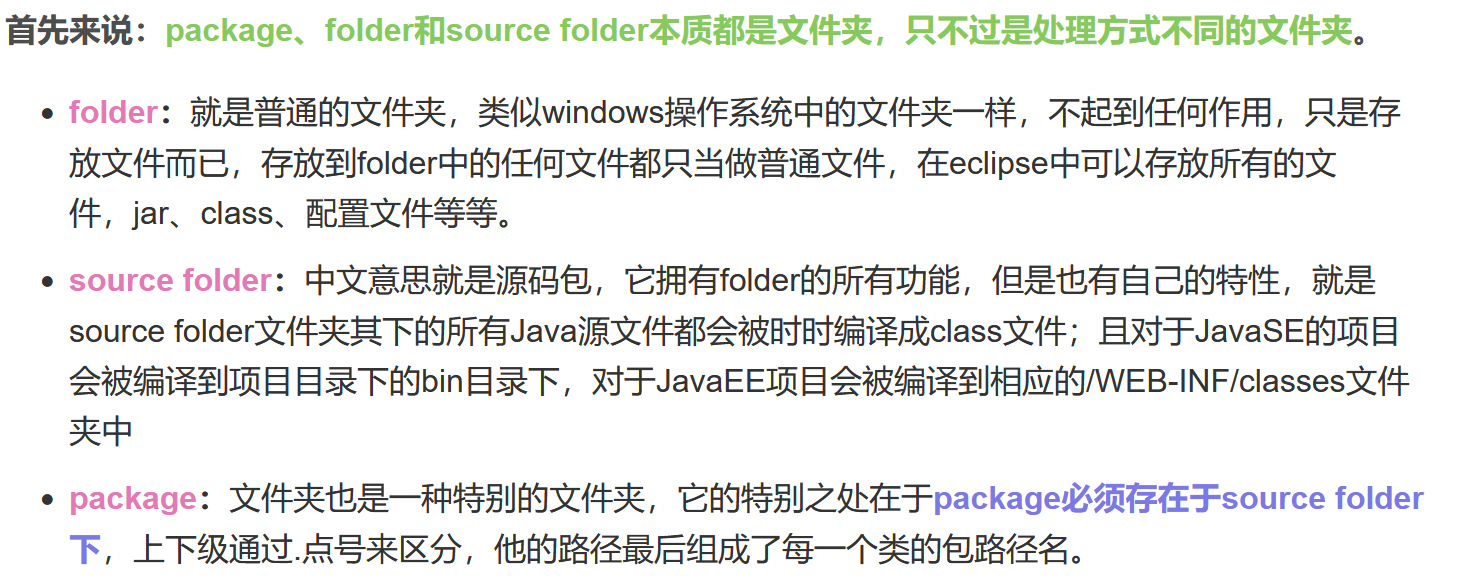 首先来说：package、folder和source folder本质都是文件夹，只不过是处理方式不同的文件夹。
folder：就是普通的文件夹，类似windows操作系统中的文件夹一样，不起到任何作用，只是存
放文件而已，存放到folder中的任何文件都只当做普通文件，在eclipse中可以存放所有的文
件，jar、class、配置文件等等。
source folder：中文意思就是源码包，它拥有folder的所有功能，但是也有自己的特性，就是
source folder文件夹其下的所有Java源文件都会被时时编译成class文件；且对于JavaSE的项目
会被编译到项目目录下的bin目录下，对于JavaEE项目会被编译到相应的/WEB-INF/classes文件
夹中
package：文件夹也是一种特别的文件夹，它的特别之处在于package必须存在于source folder
下，上下级通过.点号来区分，他的路径最后组成了每一个类的包路径名。